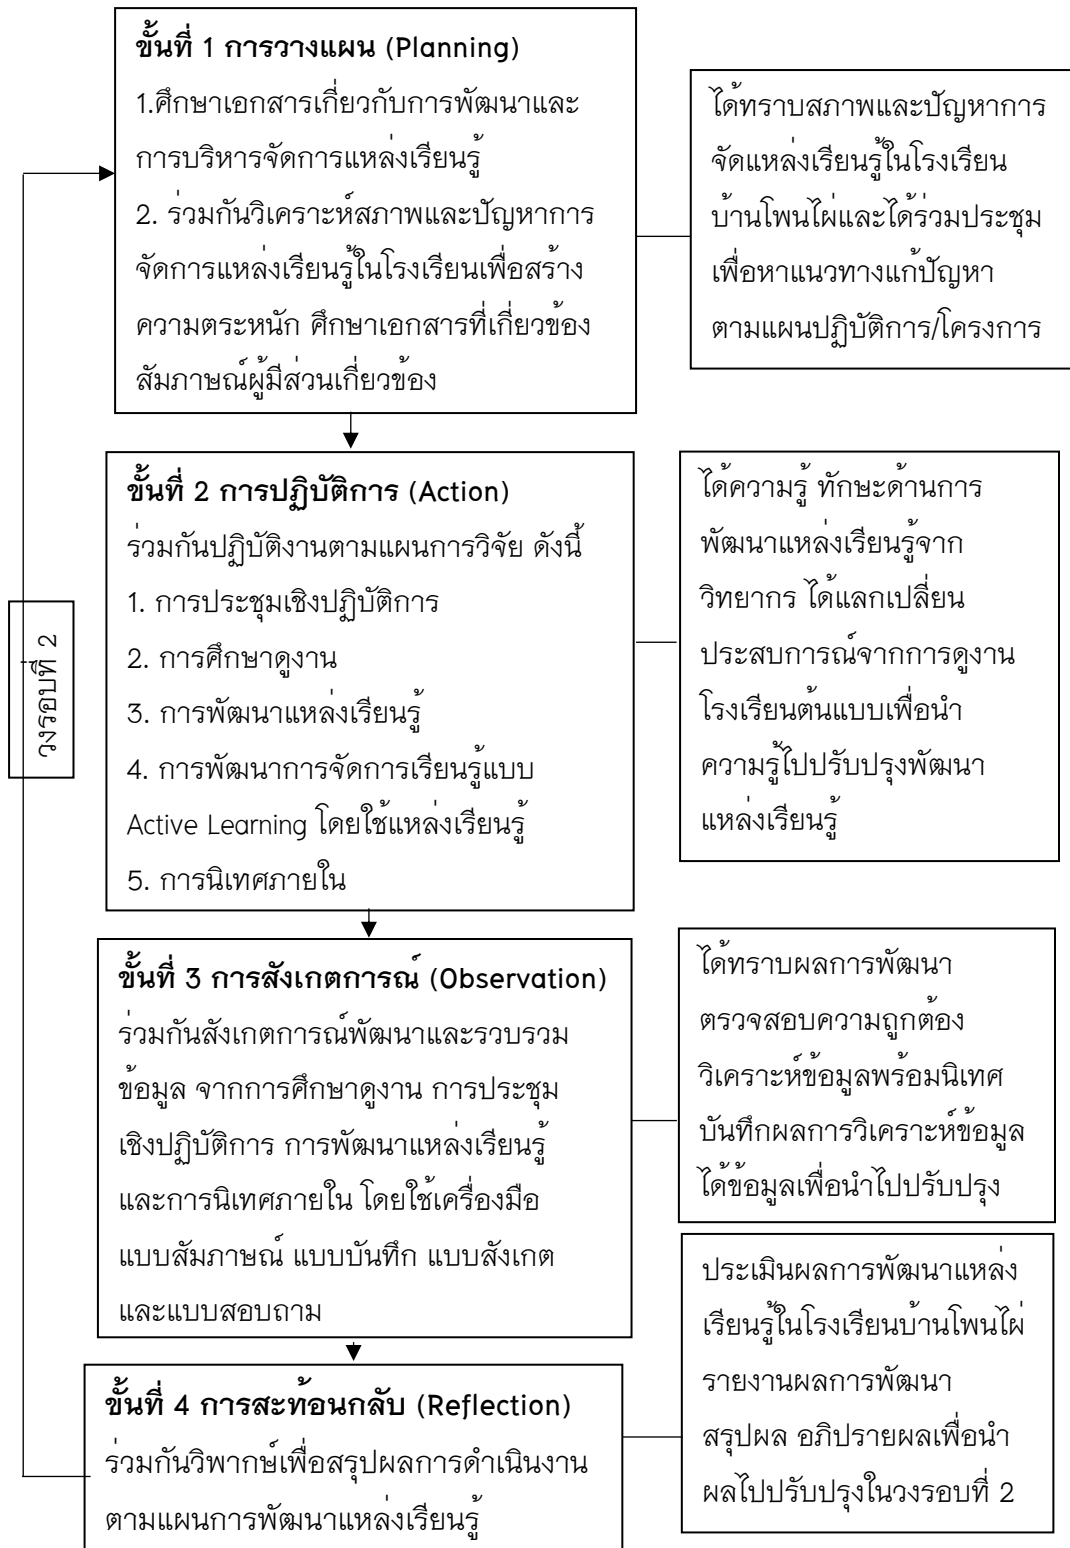 ขั้นที่ 1 การวางแผน (Planning)
1.ศึกษาเอกสารเกี่ยวกับการพัฒนาและ
การบริหารจัดการแหล่งเรียนรู้
2. ร่วมกันวิเคราะห์สภาพและปัญหาการ
จัดการแหล่งเรียนรู้ในโรงเรียนเพื่อสร้าง
ความตระหนัก ศึกษาเอกสารที่เกี่ยวข้อง
สัมภาษณ์ผู้มีส่วนเกี่ยวข้อง
ได้ทราบสภาพและปัญหาการ
จัดแหล่งเรียนรู้ในโรงเรียน
บ้านโพนไผ่และได้ร่วมประชุม
เพื่อหาแนวทางแก้ปัญหา
ตามแผนปฏิบัติการ/โครงการ
ขั้นที่ 2 การปฏิบัติการ (Action)
ร่วมกันปฏิบัติงานตามแผนการวิจัย ดังนี้
1. การประชุมเชิงปฏิบัติการ
2. การศึกษาดูงาน
3. การพัฒนาแหล่งเรียนรู้
4. การพัฒนาการจัดการเรียนรู้แบบ
Active Learning โดยใช้แหล่งเรียนรู้
5. การนิเทศภายใน
ได้ความรู้ ทักษะด้านการ
พัฒนาแหล่งเรียนรู้จาก
วิทยากร ได้แลกเปลี่ยน
ประสบการณ์จากการดูงาน
โรงเรียนต้นแบบเพื่อนำ
ความรู้ไปปรับปรุงพัฒนา
แหล่งเรียนรู้
วงรอบที่ 2
ขั้นที่ 3 การสังเกตการณ์ (Observation)
ร่วมกันสังเกตการณ์พัฒนาและรวบรวม
ข้อมูล จากการศึกษาดูงาน การประชุม
เชิงปฏิบัติการ การพัฒนาแหล่งเรียนรู้
และการนิเทศภายใน โดยใช้เครื่องมือ
แบบสัมภาษณ์ แบบบันทึก แบบสังเกต
และแบบสอบถาม
ได้ทราบผลการพัฒนา
ตรวจสอบความถูกต้อง
วิเคราะห์ข้อมูลพร้อมนิเทศ
บันทึกผลการวิเคราะห์ข้อมูล
ได้ข้อมูลเพื่อนำไปปรับปรุง
ขั้นที่ 4 การสะท้อนกลับ (Reflection)
ร่วมกันวิพากษ์เพื่อสรุปผลการดำเนินงาน
ตามแผนการพัฒนาแหล่งเรียนรู้
ประเมินผลการพัฒนาแหล่ง
เรียนรู้ในโรงเรียนบ้านโพนไผ่
รายงานผลการพัฒนา
สรุปผล อภิปรายผลเพื่อนำ
ผลไปปรับปรุงในวงรอบที่ 2